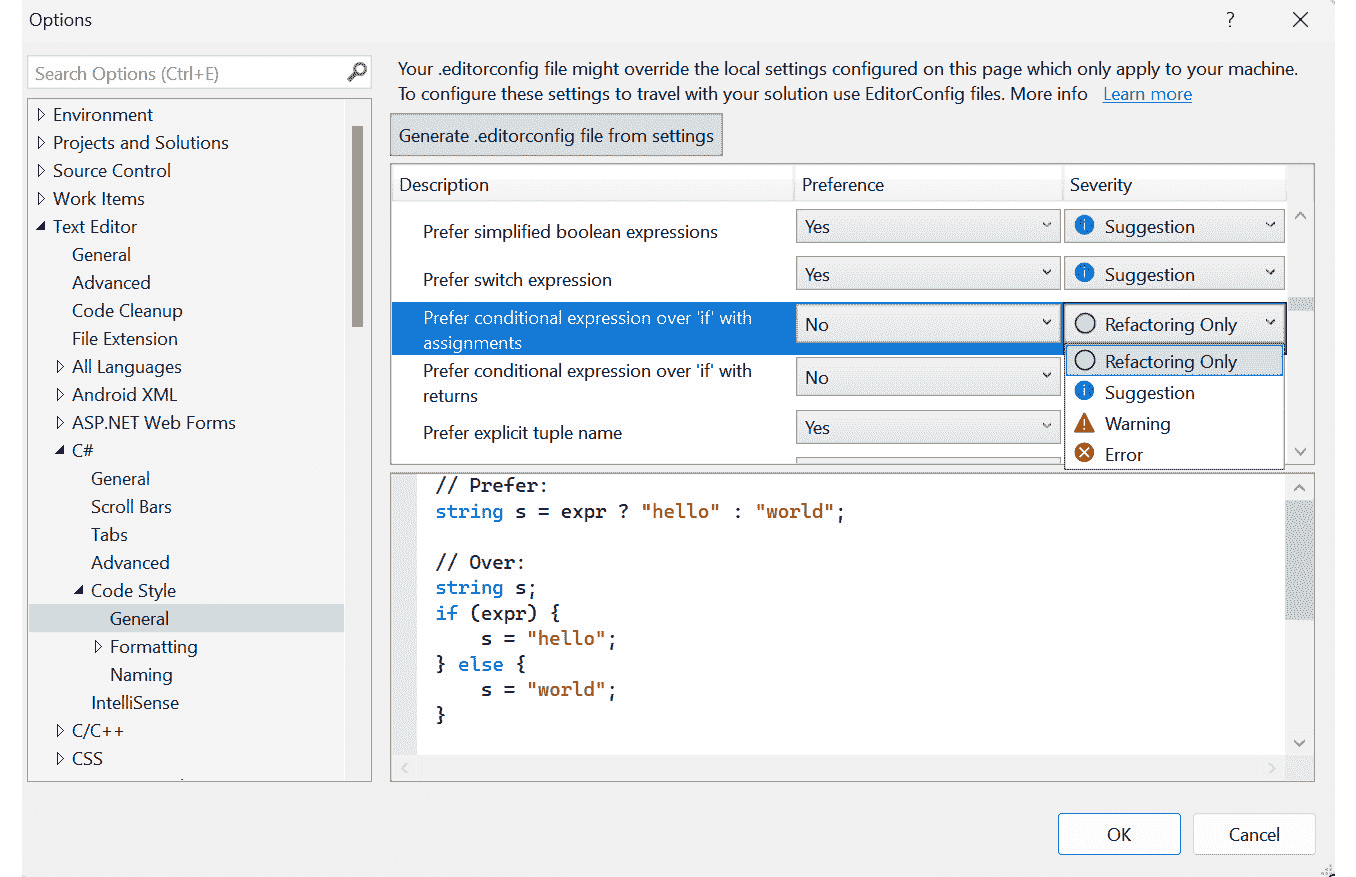 Options
?
Search Options (Ctrl+E)
Environment
Projects and Solutions
Source Control
Work Items
Text Editor
General
Advanced
Code Cleanup
File Extension
All Languages
Android XML
ASP.NET Web Forms
C#
General
Scroll Bars
Tabs
Advanced
Code Style
General
Formatting
Naming
IntelliSense
C/C++
CSS
Your .editorconfig file might override the local settings configured on this page which only apply to your machine.
To configure these settings to travel with your solution use EditorConfig files. More info Learn more
Generate .editorconfig file from settings
Description Preference Severity
Prefer simplified boolean expressions Yes Suggestion
Prefer switch expression Yes Suggestion
Prefer conditional expression over 'if' with
assignments
No Refactoring Only
Prefer conditional expression over 'if' with
returns
No
Prefer explicit tuple name Yes
Refactoring Only
Suggestion
Warning
Error
// Prefer:
string s = expr ? "hello" : "world";
// Over:
string s;
if (expr) {
    s = "hello";
} else {
    s = "world";
}
OK Cancel